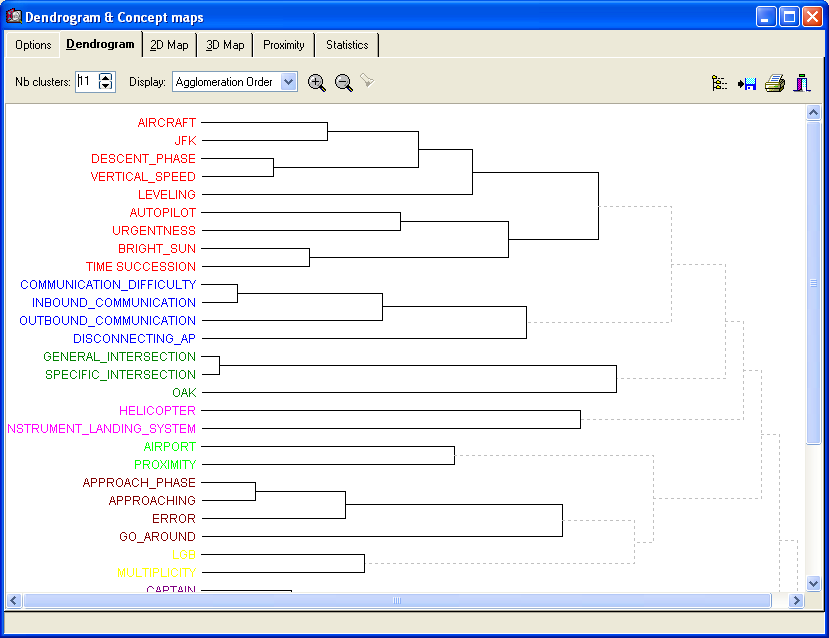 Dendrogram & Concept maps
Options Dendrogram 2D Map 3D Map Proximity Statistics
Nb clusters: 11 Display: Agglomeration Order
AIRCRAFT
JFK
DESCENT_PHASE
VERTICAL_SPEED
LEVELING
AUTOPILOT
URGENTNESS
BRIGHT_SUN
TIME SUCCESSION
COMMUNICATION_DIFFICULTY
INBOUND_COMMUNICATION
OUTBOUND_COMMUNICATION
DISCONNECTING_AP
GENERAL_INTERSECTION
SPECIFIC_INTERSECTION
OAK
HELICOPTER
NSTRUMENT_LANDING_SYSTEM
AIRPORT
PROXIMITY
APPROACH_PHASE
APPROACHING
ERROR
GO_AROUND
LGB
MULTIPLICITY
CAPTAIN